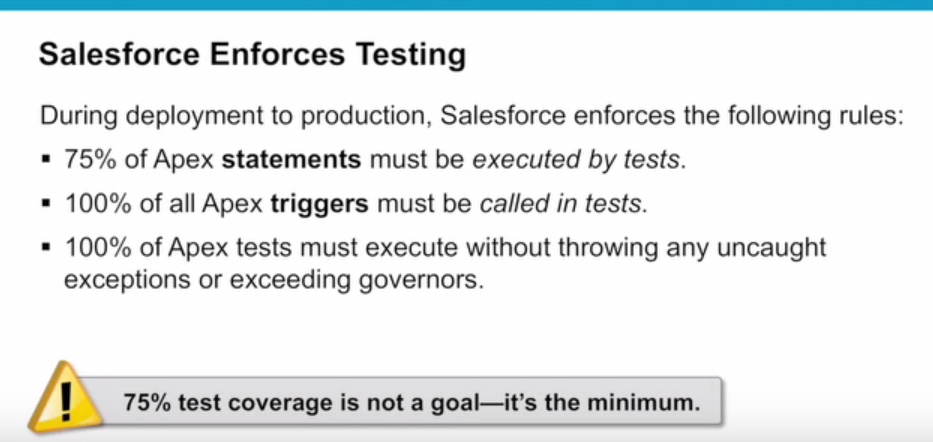 Salesforce Enforces Testing
During deployment to production, Salesforce enforces the following rules:
▪ 75% of Apex statements must be executed by tests.
▪ 100% of all Apex triggers must be called in tests.
▪ 100% of Apex tests must execute without throwing any uncaught
exceptions or exceeding governors.
! 75% test coverage is not a goal—it's the minimum.